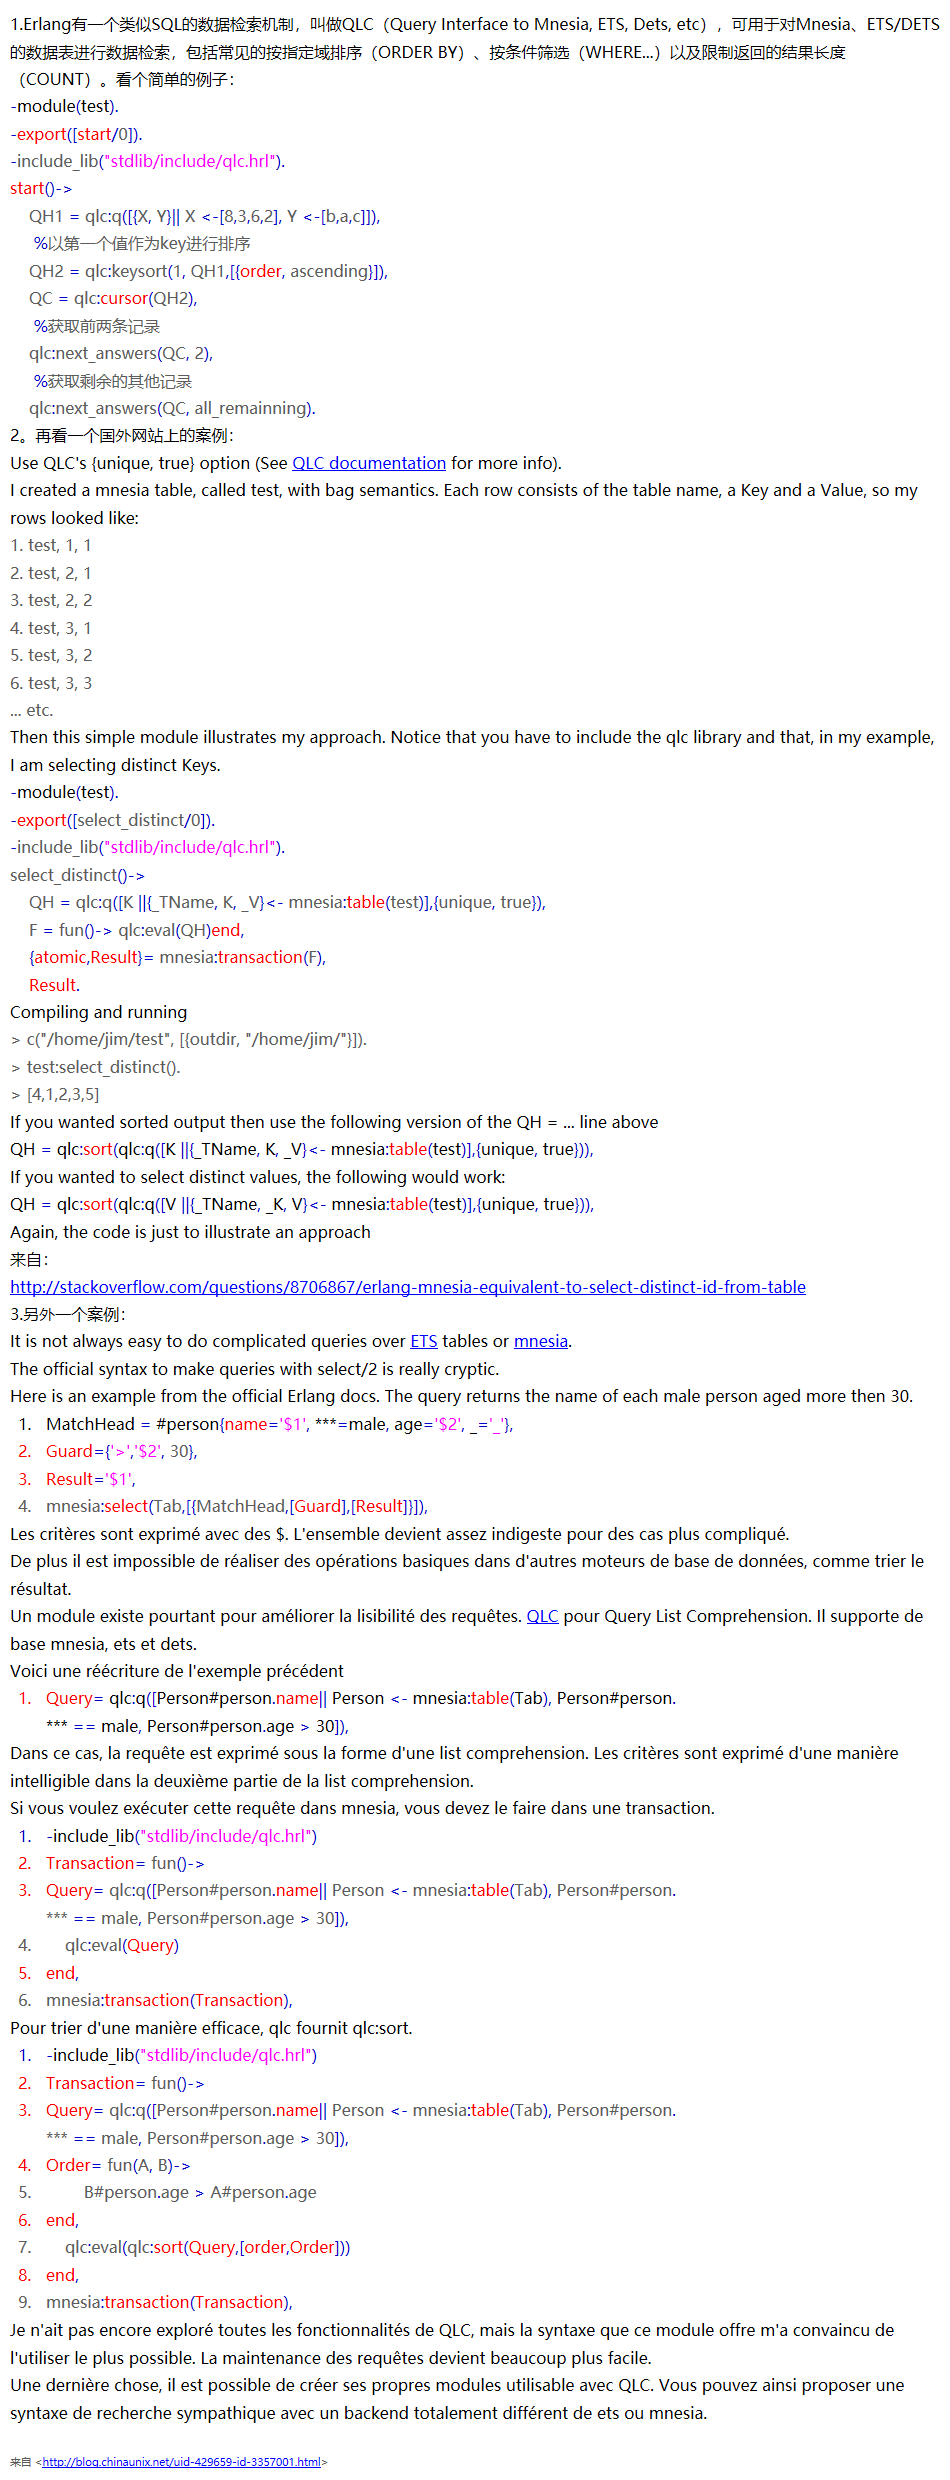 1.Erlang有一个类似SQL的数据检索机制，叫做QLC（Query Interface to Mnesia, ETS, Dets, etc），可用于对Mnesia、ETS/DETS
的数据表进行数据检索，包括常见的按指定域排序（ORDER BY）、按条件筛选（WHERE...）以及限制返回的结果长度
（COUNT）。看个简单的例子：
-module(test).
-export([start/0]).
-include_lib("stdlib/include/qlc.hrl").
start()->
QH1 = qlc:q([{X, Y}|| X <-[8,3,6,2], Y <-[b,a,c]]),
%以第一个值作为key进行排序
QH2 = qlc:keysort(1, QH1,[{order, ascending}]),
QC = qlc:cursor(QH2),
%获取前两条记录
qlc:next_answers(QC, 2),
%获取剩余的其他记录
qlc:next_answers(QC, all_remainning).
2。再看一个国外网站上的案例：
Use QLC's {unique, true} option (See QLC documentation for more info).
I created a mnesia table, called test, with bag semantics. Each row consists of the table name, a Key and a Value, so my
rows looked like:
1. test, 1, 1
2. test, 2, 1
3. test, 2, 2
4. test, 3, 1
5. test, 3, 2
6. test, 3, 3
... etc.
Then this simple module illustrates my approach. Notice that you have to include the qlc library and that, in my example,
I am selecting distinct Keys.
-module(test).
-export([select_distinct/0]).
-include_lib("stdlib/include/qlc.hrl").
select_distinct()->
QH = qlc:q([K ||{_TName, K, _V}<- mnesia:table(test)],{unique, true}),
F = fun()-> qlc:eval(QH)end,
{atomic,Result}= mnesia:transaction(F),
Result.
Compiling and running
> c("/home/jim/test", [{outdir, "/home/jim/"}]).
> test:select_distinct().
> [4,1,2,3,5]
If you wanted sorted output then use the following version of the QH = ... line above
QH = qlc:sort(qlc:q([K ||{_TName, K, _V}<- mnesia:table(test)],{unique, true})),
If you wanted to select distinct values, the following would work:
QH = qlc:sort(qlc:q([V ||{_TName, _K, V}<- mnesia:table(test)],{unique, true})),
Again, the code is just to illustrate an approach
来自：
http://stackoverflow.com/questions/8706867/erlang-mnesia-equivalent-to-select-distinct-id-from-table
3.另外一个案例：
It is not always easy to do complicated queries over ETS tables or mnesia.
The official syntax to make queries with select/2 is really cryptic.
Here is an example from the official Erlang docs. The query returns the name of each male person aged more then 30.
1. MatchHead = #person{name='$1', ***=male, age='$2', _='_'},
2. Guard={'>','$2', 30},
3. Result='$1',
4. mnesia:select(Tab,[{MatchHead,[Guard],[Result]}]),
Les critères sont exprimé avec des $. L'ensemble devient assez indigeste pour des cas plus compliqué.
De plus il est impossible de réaliser des opérations basiques dans d'autres moteurs de base de données, comme trier le
résultat.
Un module existe pourtant pour améliorer la lisibilité des requêtes. QLC pour Query List Comprehension. Il supporte de
base mnesia, ets et dets.
Voici une réécriture de l'exemple précédent
1. Query= qlc:q([Person#person.name|| Person <- mnesia:table(Tab), Person#person.
*** == male, Person#person.age > 30]),
Dans ce cas, la requête est exprimé sous la forme d'une list comprehension. Les critères sont exprimé d'une manière
intelligible dans la deuxième partie de la list comprehension.
Si vous voulez exécuter cette requête dans mnesia, vous devez le faire dans une transaction.
1. -include_lib("stdlib/include/qlc.hrl")
2. Transaction= fun()->
3. Query= qlc:q([Person#person.name|| Person <- mnesia:table(Tab), Person#person.
*** == male, Person#person.age > 30]),
4. qlc:eval(Query)
5. end,
6. mnesia:transaction(Transaction),
Pour trier d'une manière efficace, qlc fournit qlc:sort.
1. -include_lib("stdlib/include/qlc.hrl")
2. Transaction= fun()->
3. Query= qlc:q([Person#person.name|| Person <- mnesia:table(Tab), Person#person.
*** == male, Person#person.age > 30]),
4. Order= fun(A, B)->
5. B#person.age > A#person.age
6. end,
7. qlc:eval(qlc:sort(Query,[order,Order]))
8. end,
9. mnesia:transaction(Transaction),
Je n'ait pas encore exploré toutes les fonctionnalités de QLC, mais la syntaxe que ce module offre m'a convaincu de
l'utiliser le plus possible. La maintenance des requêtes devient beaucoup plus facile.
Une dernière chose, il est possible de créer ses propres modules utilisable avec QLC. Vous pouvez ainsi proposer une
syntaxe de recherche sympathique avec un backend totalement différent de ets ou mnesia.
来自 <http://blog.chinaunix.net/uid-429659-id-3357001.html>